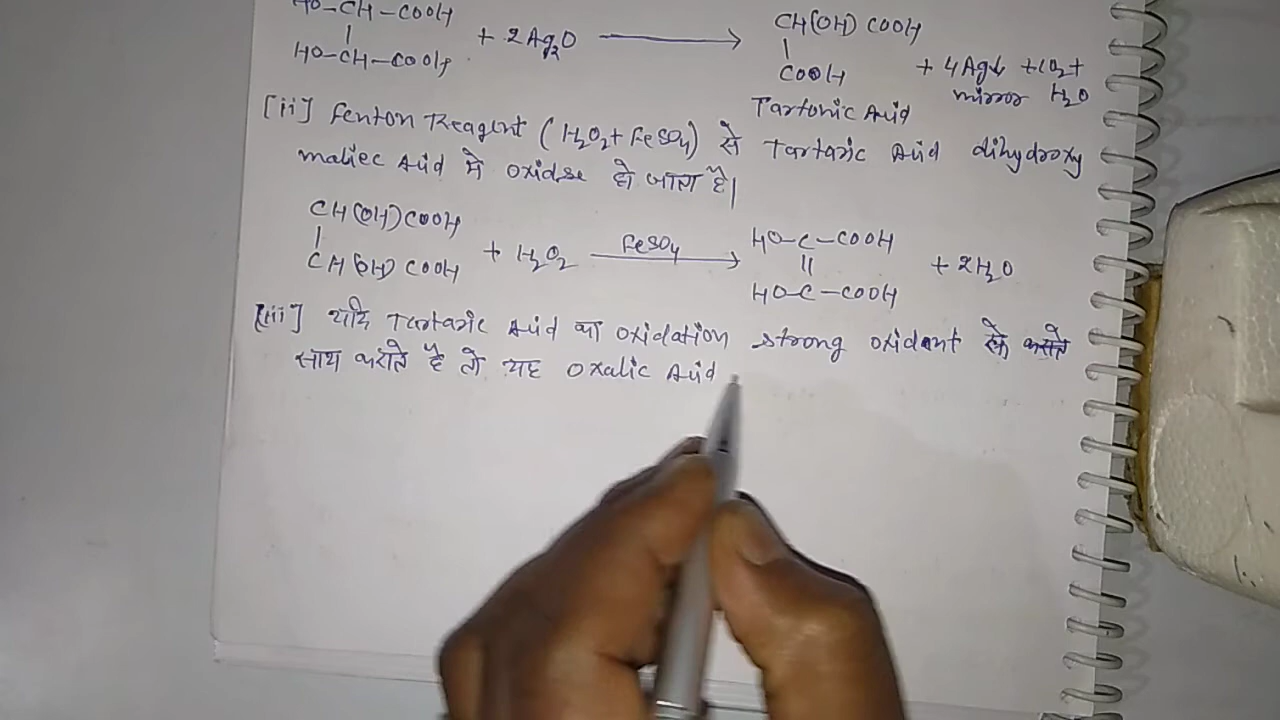 HO-CH-COOH
|
HO-CH-COOH + 2Ag2O ⟶ CH(OH) COOH
|
COOH + 4Ag↓ + CO2 +
mirror H2O
Tartonic Acid
[ii] Fenton Reagent (H2O2 + FeSO4) से Tartaric Acid dihydroxy
maliec Acid मे oxidse हो जाता है।
CH(OH)COOH
|
CH(OH)COOH + H2O2 FeSO4⟶ HO-C-COOH
||
HO-C-COOH + 2H2O
[iii] यदि Tartaric Acid का oxidation strong oxidant के कराते
साथ कराते है तो यह oxalic Acid